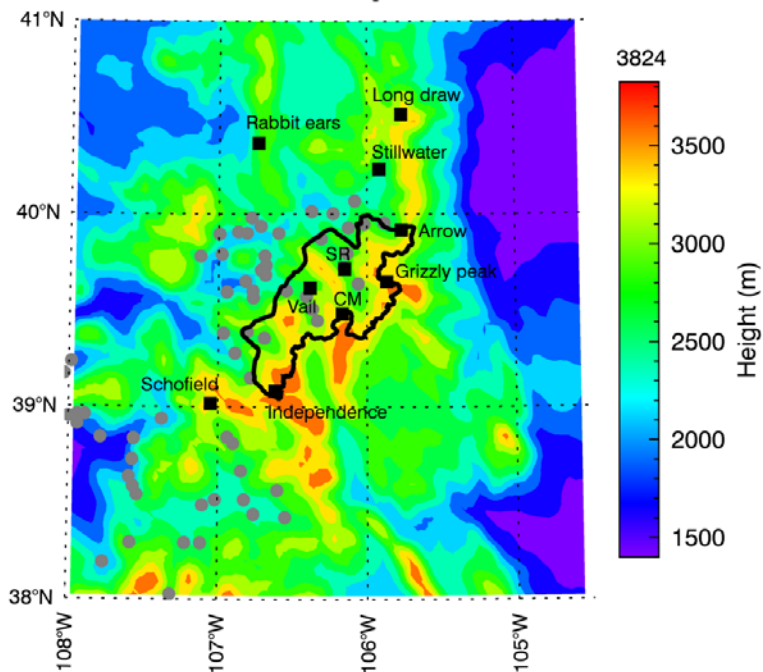 41°N
3824
Long draw
Rabbit ears
3500
Stillwater
40°N
Arrow
3000
SR
Grizzly peak
Height (m)
Vail
CM
2500
Schofield
39°N
Independence
2000
1500
38°N
108°W
107°W
106°W
105°W